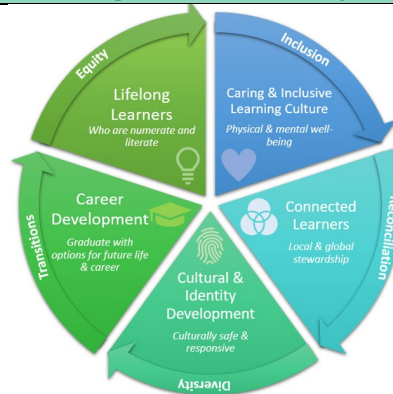 Equity
Lifelong
Learners
Who are numerate and
literate
Inclusion
Caring & Inclusive
Learning Culture
Physical & mental well-
being
Reconciliation
Connected
Learners
Local & global
stewardship
Diversity
Cultural &
Identity
Development
Culturally safe &
responsive
Transitions
Career
Development
Graduate with
options for future life
& career